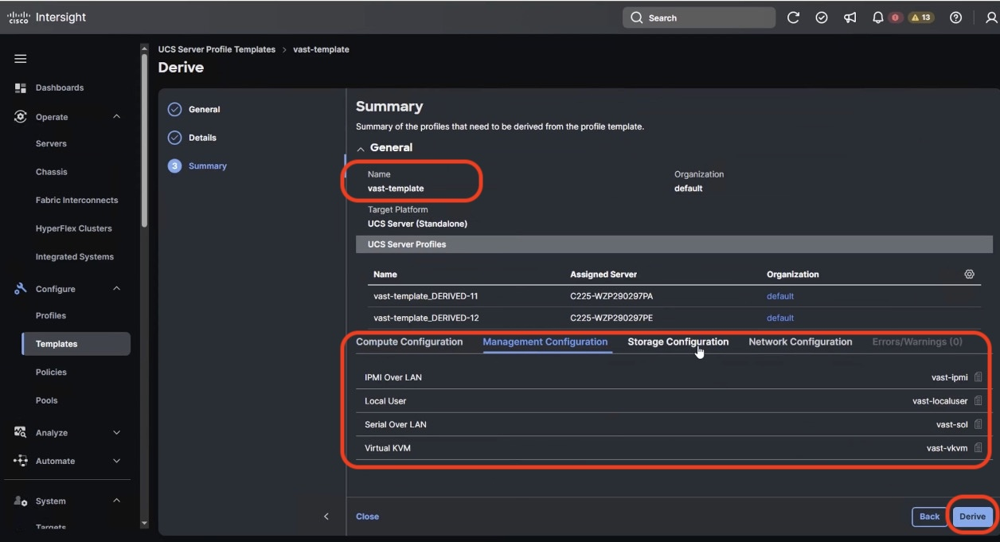 cisco Intersight
Search
13
UCS Server Profile Templates > vast-template
Derive
Dashboards
Operate
Servers
Chassis
Fabric Interconnects
HyperFlex Clusters
Integrated Systems
Configure
Profiles
Templates
Policies
Pools
Analyze
Automate
System
Targets
General
Details
3 Summary
Summary
Summary of the profiles that need to be derived from the profile template.
General
Name Organization
vast-template default
Target Platform
UCS Server (Standalone)
UCS Server Profiles
Name Assigned Server Organization
vast-template_DERIVED-11 C225-WZP290297PA default
vast-template_DERIVED-12 C225-WZP290297PE default
Compute Configuration Management Configuration Storage Configuration Network Configuration Errors/Warnings (0)
IPMI Over LAN vast-ipmi
Local User vast-localuser
Serial Over LAN vast-sol
Virtual KVM vast-vkvm
Close Back Derive